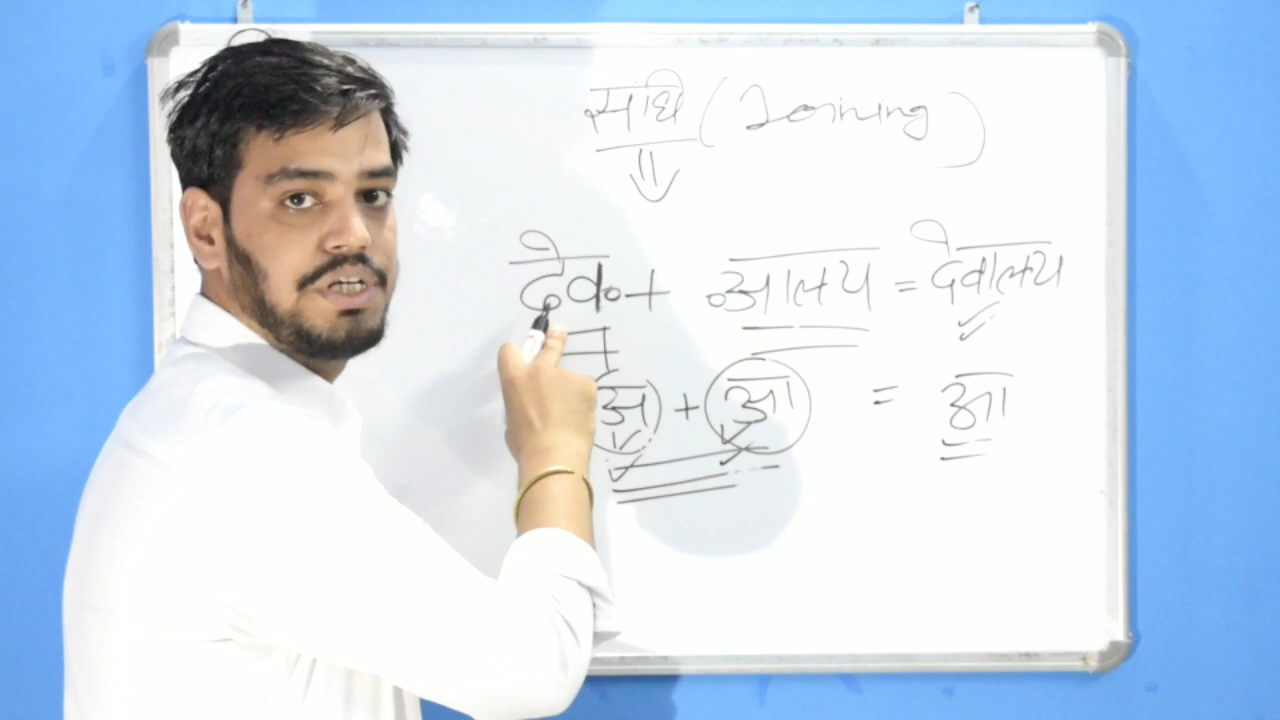 संधि (Joining)
देव + आलय = देवालय
अ + आ = आ